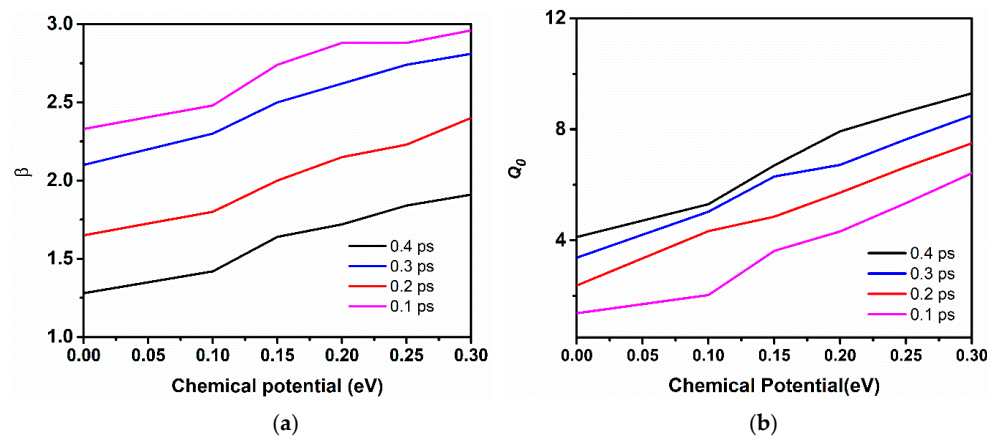 3.0
2.5
2.0
1.5
1.0
β
0.4 ps
0.3 ps
0.2 ps
0.1 ps
0.00 0.05 0.10 0.15 0.20 0.25 0.30
Chemical potential (eV)
(a)
12
8
4
Q0
0.4 ps
0.3 ps
0.2 ps
0.1 ps
0.00 0.05 0.10 0.15 0.20 0.25 0.30
Chemical Potential(eV)
(b)